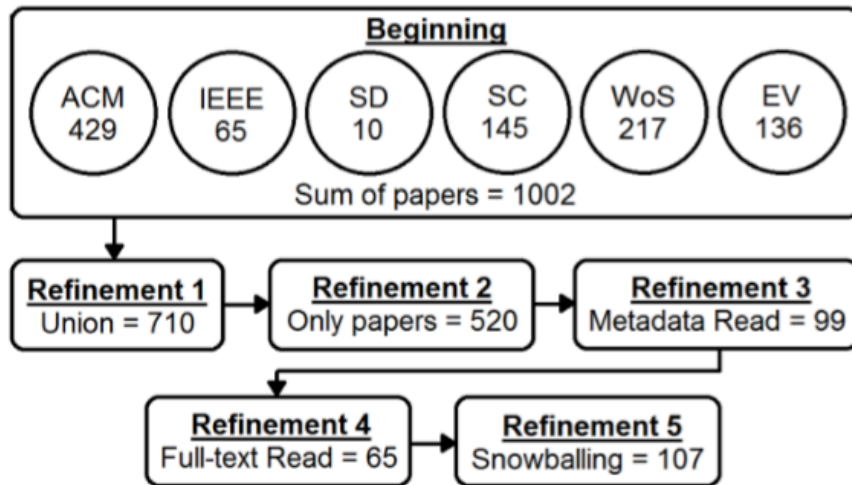 Beginning
ACM IEEE SD SC WoS EV
429 65 10 145 217 136
Sum of papers = 1002
Refinement 1 Refinement 2 Refinement 3
Union = 710 Only papers = 520 Metadata Read = 99
Refinement 4 Refinement 5
Full-text Read = 65 Snowballing = 107